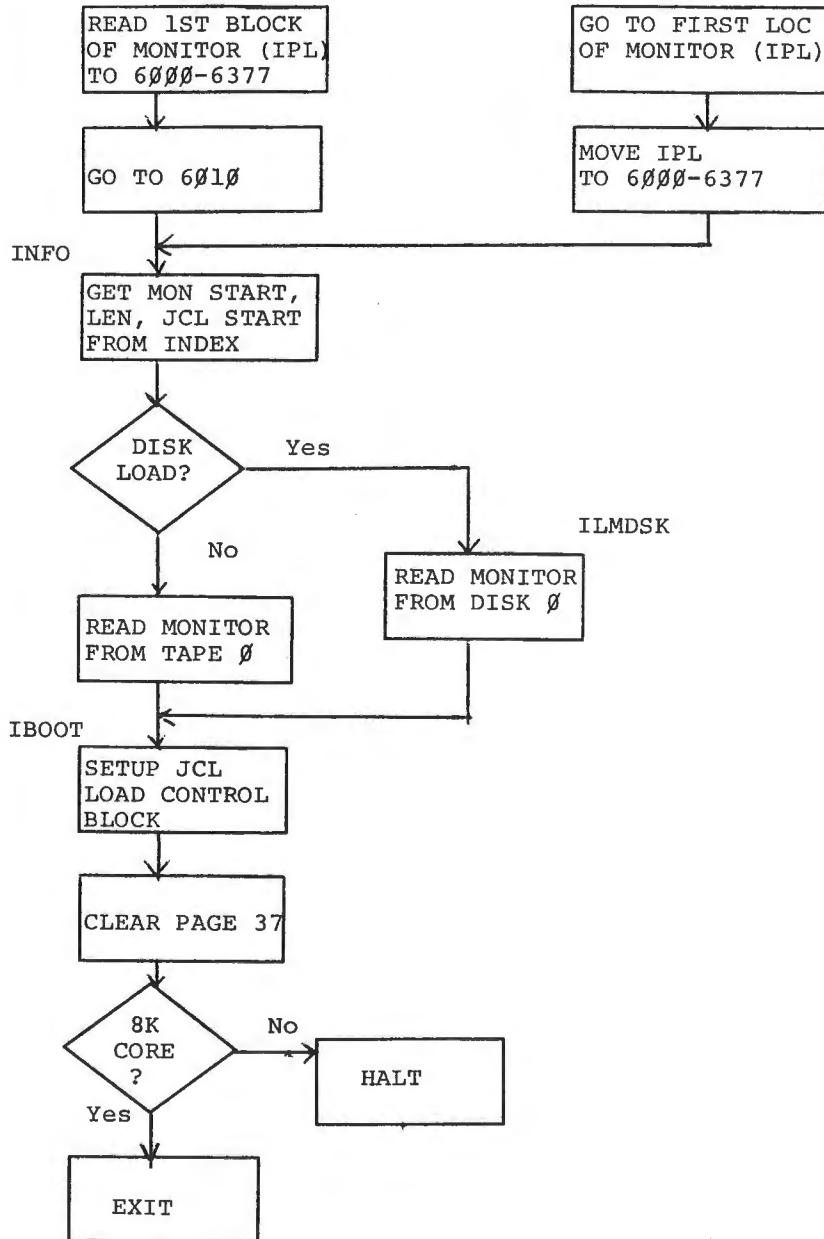 READ 1ST BLOCK
OF MONITOR (IPL)
TO 6ØØØ-6377
GO TO FIRST LOC
OF MONITOR (IPL)
GO TO 6Ø1Ø
MOVE IPL
TO 6ØØØ-6377
INFO
GET MON START,
LEN, JCL START
FROM INDEX
DISK
LOAD?
Yes
No
ILMDSK
READ MONITOR
FROM DISK Ø
READ MONITOR
FROM TAPE Ø
IBOOT
SETUP JCL
LOAD CONTROL
BLOCK
CLEAR PAGE 37
8K
CORE
?
No
HALT
Yes
EXIT